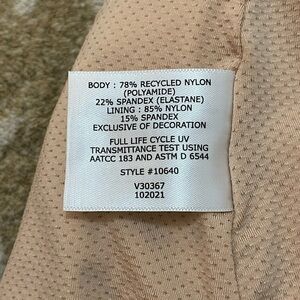 BODY : 78% RECYCLED NYLON
(POLYAMIDE)
22% SPANDEX (ELASTANE)
LINING : 85% NYLON
15% SPANDEX
EXCLUSIVE OF DECORATION
FULL LIFE CYCLE UV
TRANSMITTANCE TEST USING
AATCC 183 AND ASTM D 6544
STYLE #10640
V30367
102021